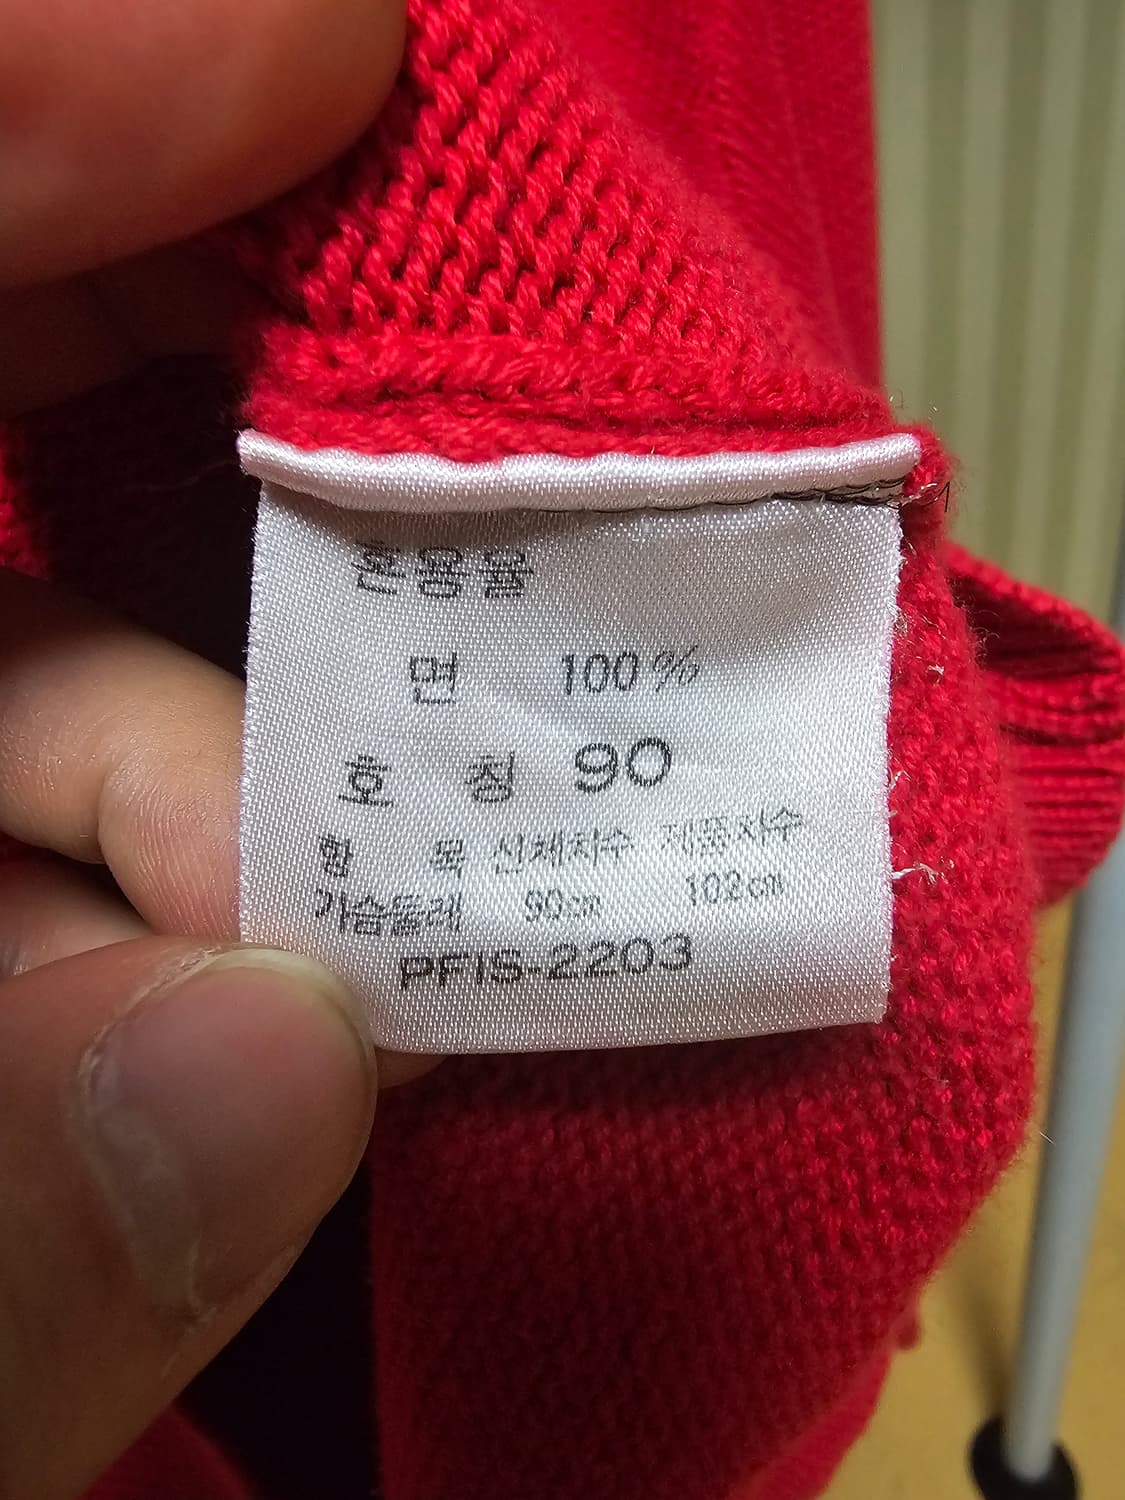 혼용율
면 100%
호 칭 90
항 목 신체치수 제품치수
가슴둘레 90cm 102cm
PFIS-2203